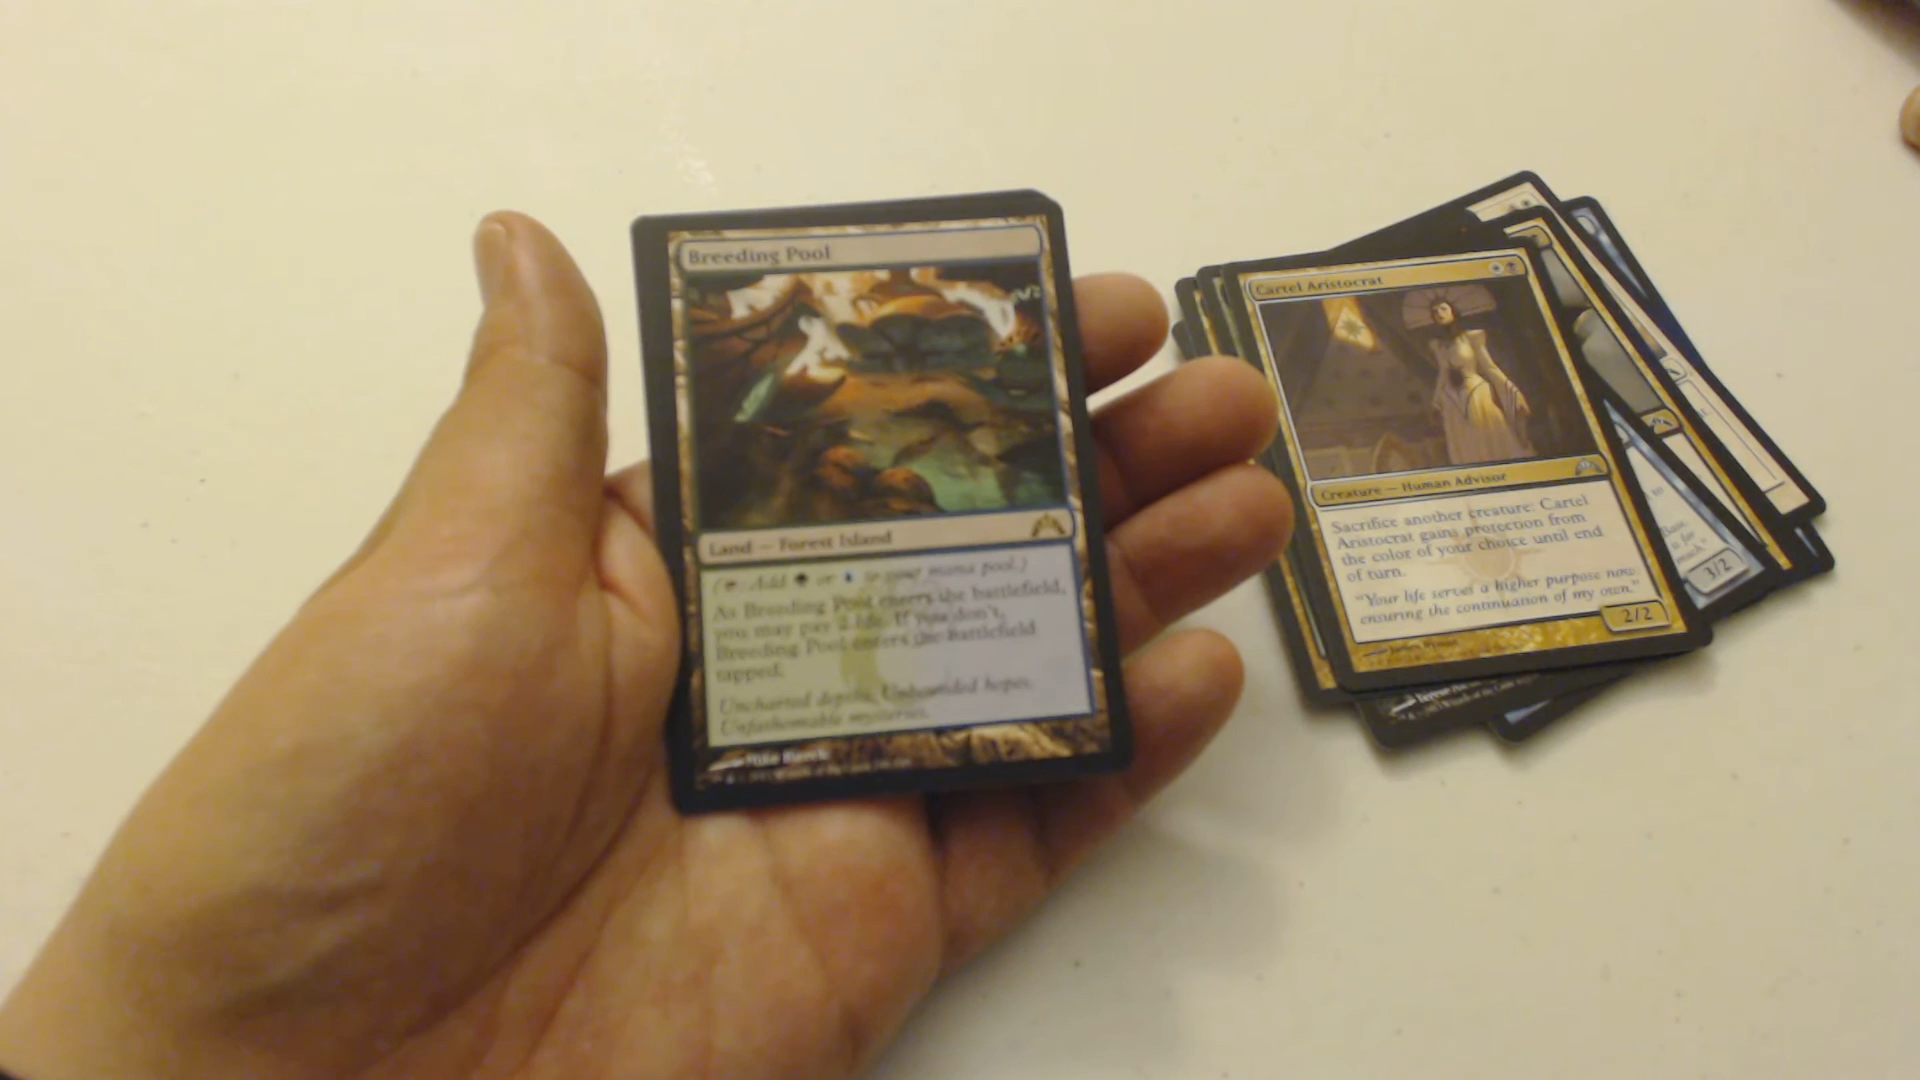 Breeding Pool
Land — Forest Island
( : Add or to your mana pool.)
As Breeding Pool enters the battlefield,
you may pay 2 life. If you don't,
Breeding Pool enters the battlefield
tapped.
Uncharted depths. Unbounded hopes.
Unfathomable mysteries.
Cartel Aristocrat
Creature — Human Advisor
Sacrifice another creature: Cartel
Aristocrat gains protection from
the color of your choice until end
of turn.
"Your life serves a higher purpose now:
ensuring the continuation of my own."
2/2
3/2